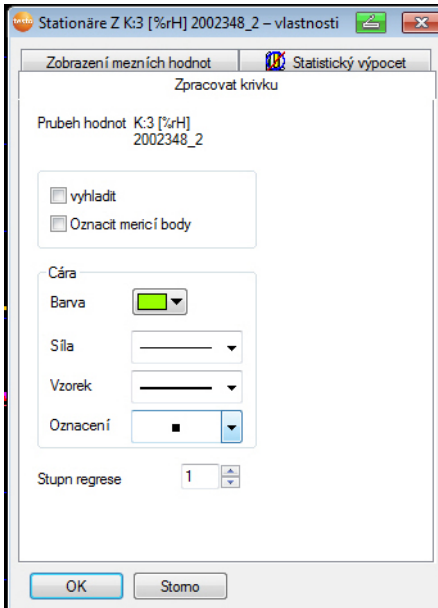 testo Stationäre Z K:3 [%rH] 2002348_2 – vlastnosti
Zobrazení mezních hodnot
Statistický výpocet
Zpracovat krivku
Prubeh hodnot K:3 [%rH]
2002348_2
vyhladit
Oznacit mericí body
Cára
Barva
Síla
Vzorek
Oznacení
Stupn regrese 1
OK Storno